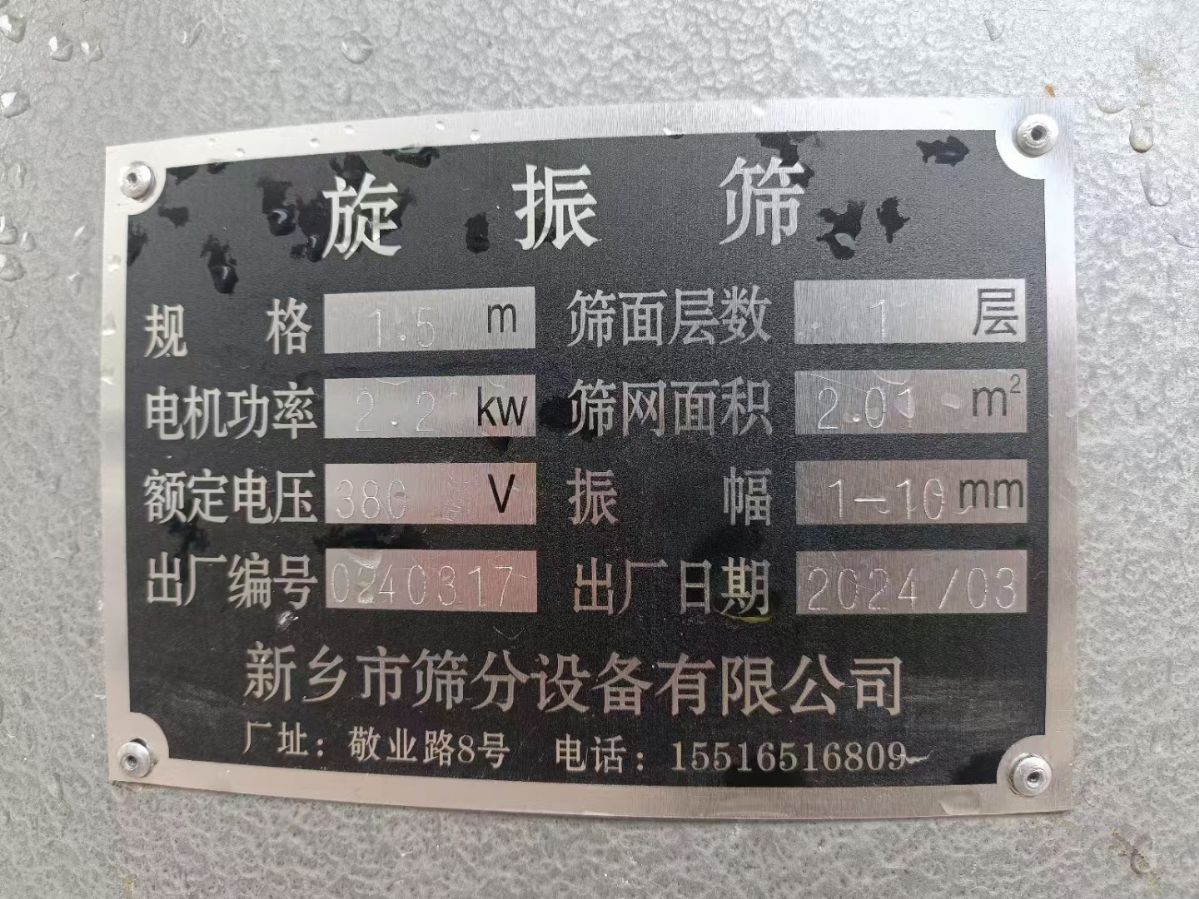 旋振筛
规格 1.5 m 筛面层数 1 层
电机功率 2.2 kw 筛网面积 2.01 m²
额定电压 380 V 振幅 1-10 mm
出厂编号 0240317 出厂日期 2024/03
新乡市筛分设备有限公司
厂址：敬业路8号 电话：15516516809